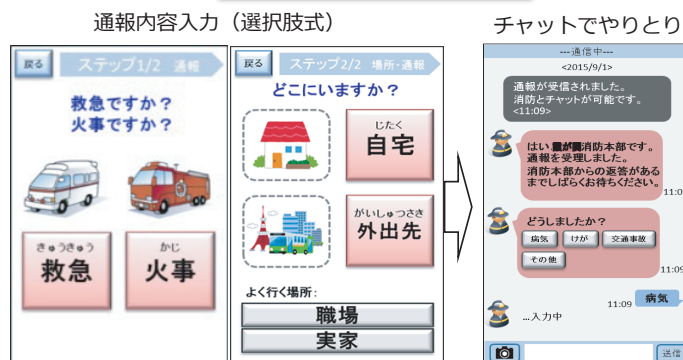 通報内容入力（選択肢式）
チャットでやりとり
戻る
ステップ1/2 通報
救急ですか？
火事ですか？
きゅうきゅう
救急
かじ
火事
戻る
ステップ2/2 場所・通報
どこにいますか？
じたく
自宅
がいしゅつさき
外出先
よく行く場所:
職場
実家
---通信中---
<2015/9/1>
通報が受信されました。
消防とチャットが可能です。
<11:09>
はい 消防本部です。
通報を受理しました。
消防本部からの返答がある
までしばらくお待ちください。
どうしましたか？
病気
けが
交通事故
その他
11:09
11:09
病気
…入力中
送信